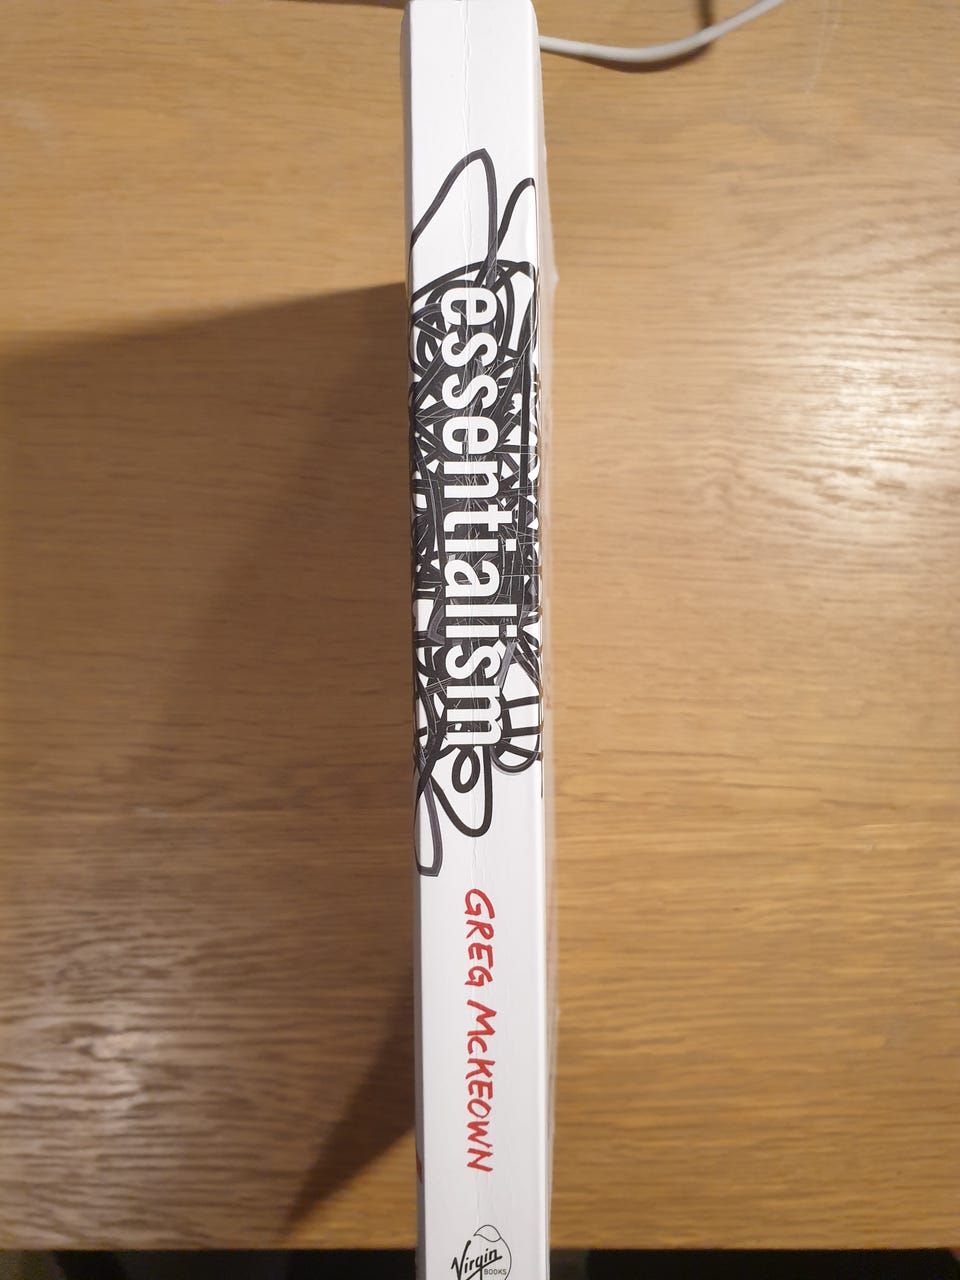 essentialism
GREG MCKEOWN
Virgin
BOOKS